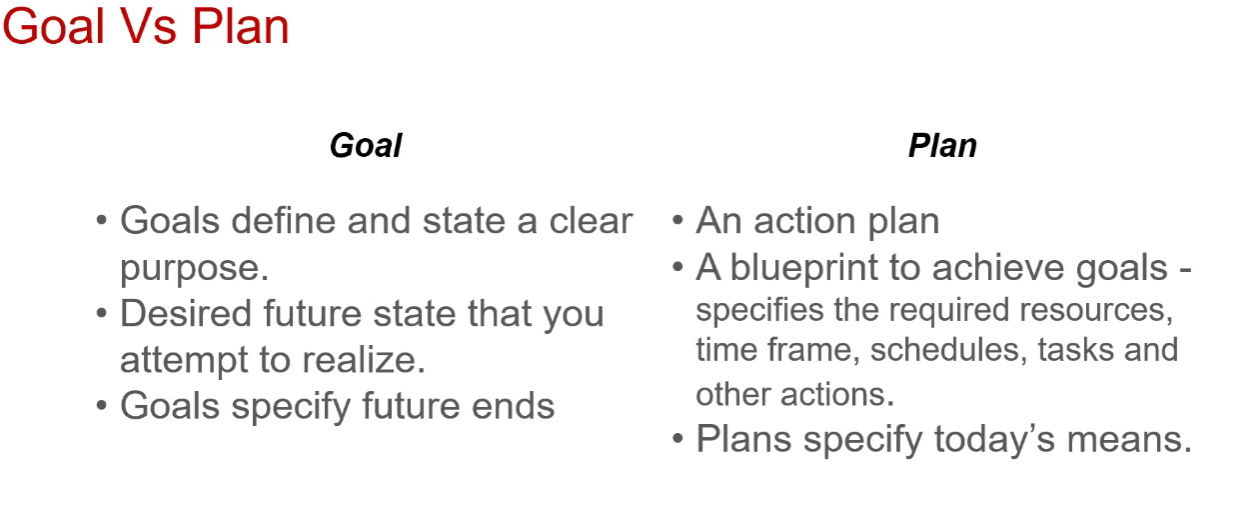 Goal Vs Plan
Goal
• Goals define and state a clear
purpose.
• Desired future state that you
attempt to realize.
• Goals specify future ends
Plan
• An action plan
• A blueprint to achieve goals -
specifies the required resources,
time frame, schedules, tasks and
other actions.
• Plans specify today’s means.